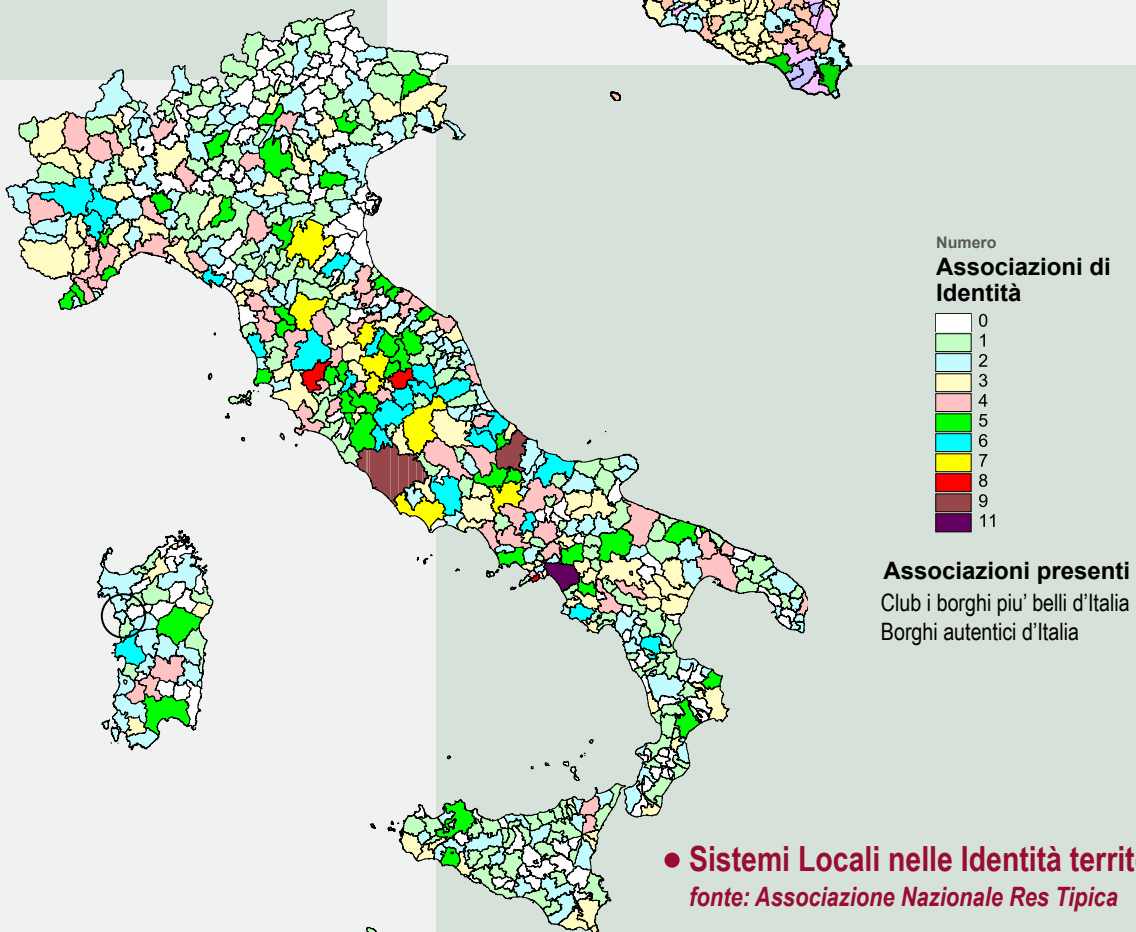 Numero
Associazioni di
Identità
0
1
2
3
4
5
6
7
8
9
11
Associazioni presenti
Club i borghi piu' belli d'Italia
Borghi autentici d'Italia
• Sistemi Locali nelle Identità territ
fonte: Associazione Nazionale Res Tipica